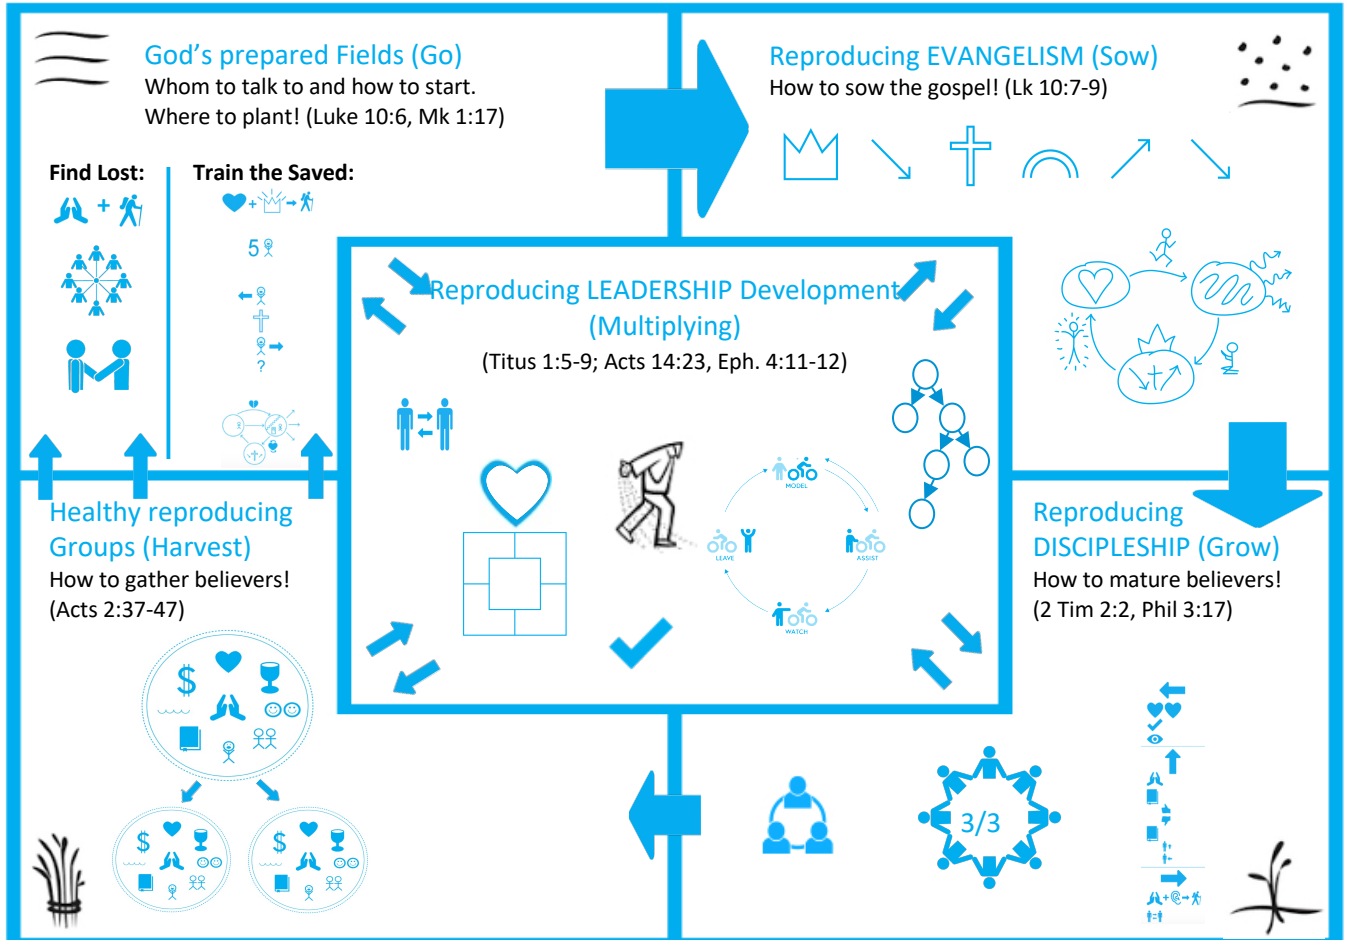 God's prepared Fields (Go)
Whom to talk to and how to start.
Where to plant! (Luke 10:6, Mk 1:17)
Find Lost:
Train the Saved:
+
+
5
?
Reproducing EVANGELISM (Sow)
How to sow the gospel! (Lk 10:7-9)
Reproducing LEADERSHIP Development
(Multiplying)
(Titus 1:5-9; Acts 14:23, Eph. 4:11-12)
MODEL
ASSIST
WATCH
LEAVE
Reproducing
DISCIPLESHIP (Grow)
How to mature believers!
(2 Tim 2:2, Phil 3:17)
3/3
+
=
Healthy reproducing
Groups (Harvest)
How to gather believers!
(Acts 2:37-47)
$
$
$